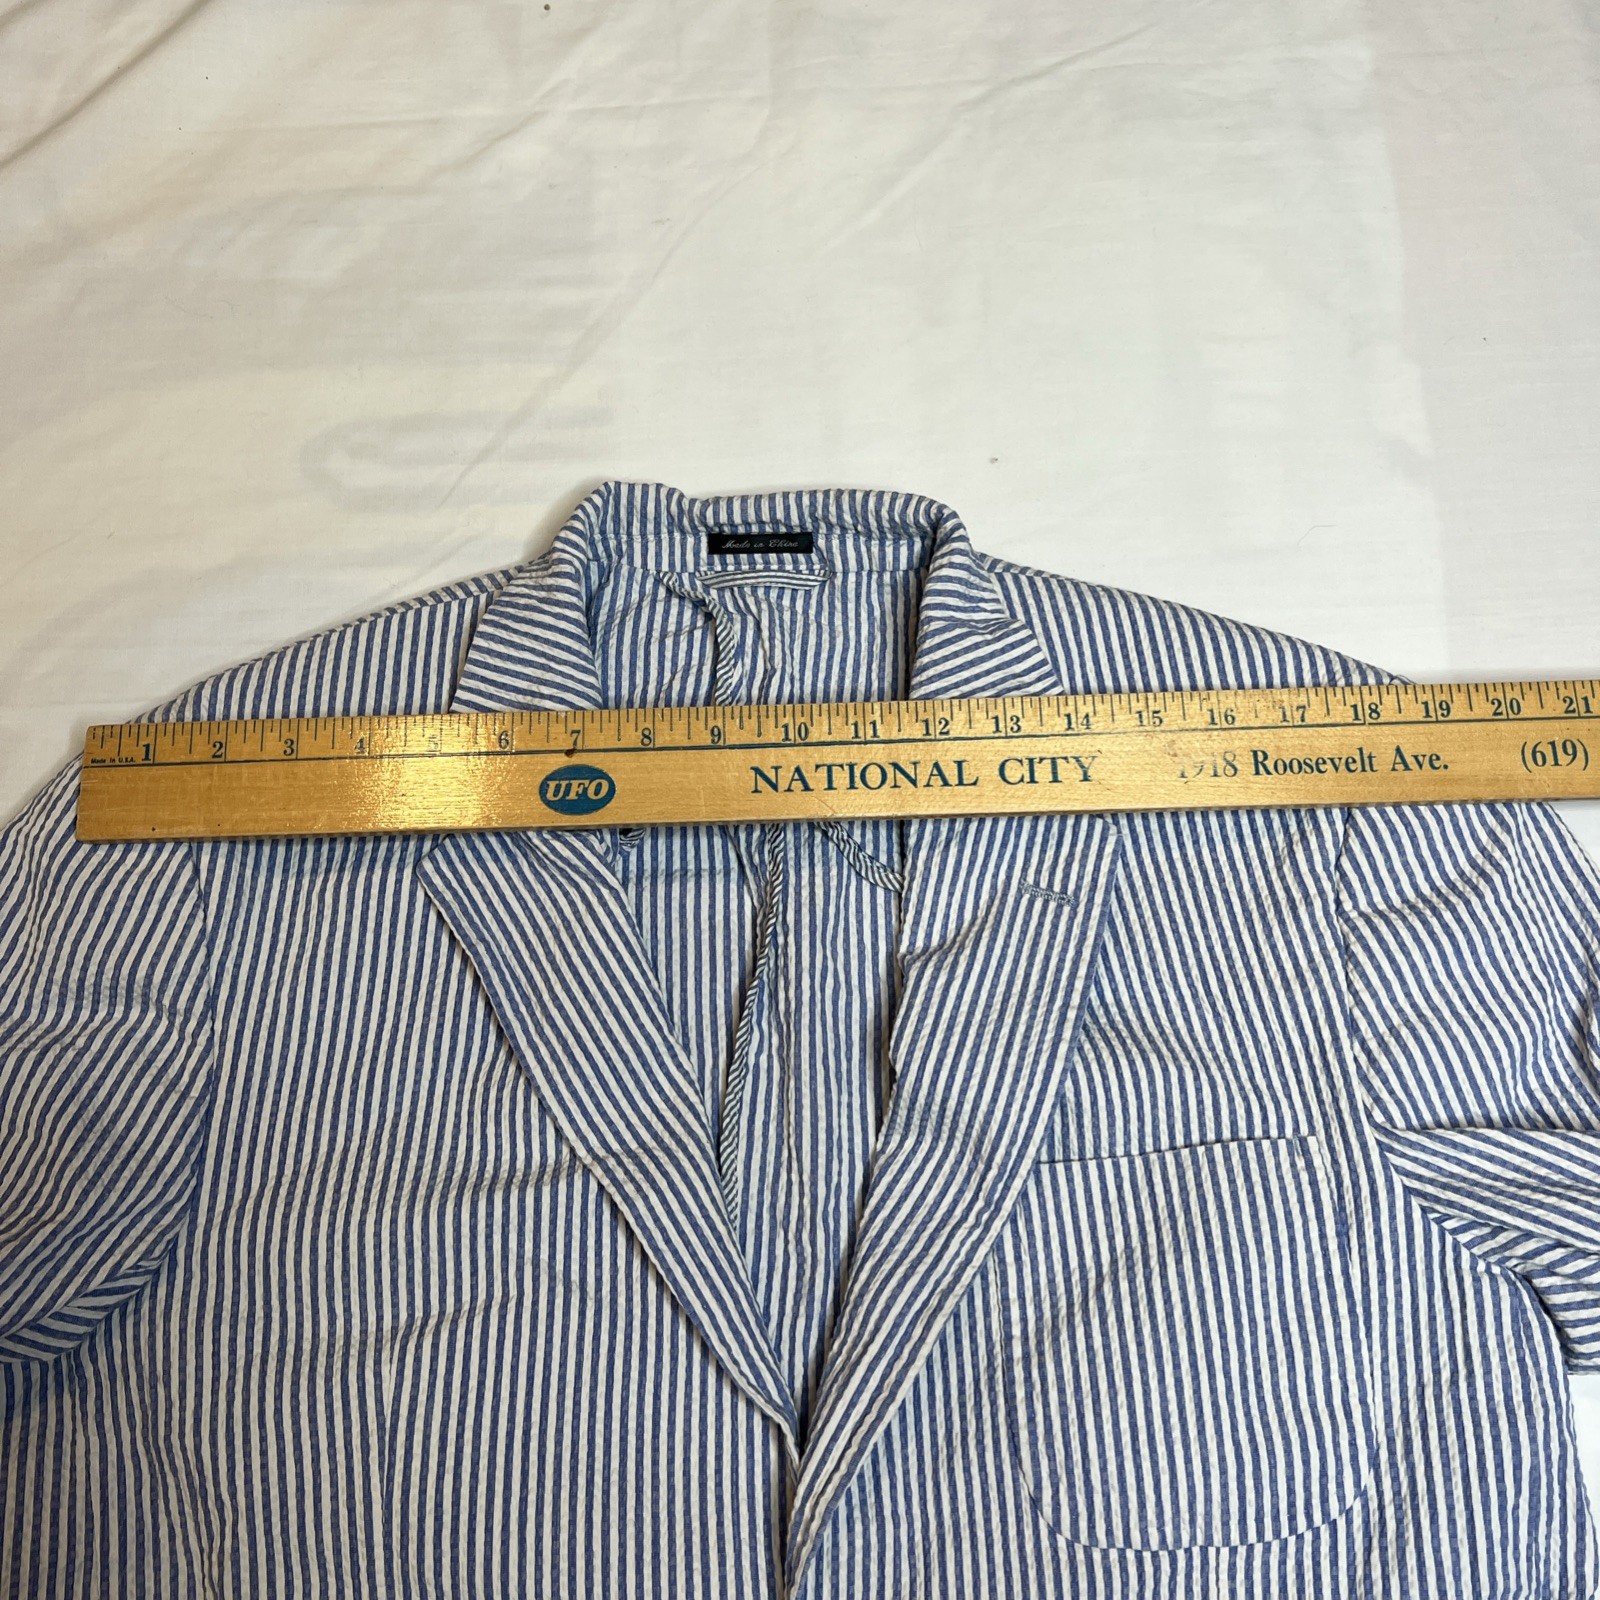 Made in China
1 2 3 4 5 6 7 8 9 10 11 12 13 14 15 16 17 18 19 20 21
Made in U.S.A.
UFO NATIONAL CITY 1918 Roosevelt Ave. (619)